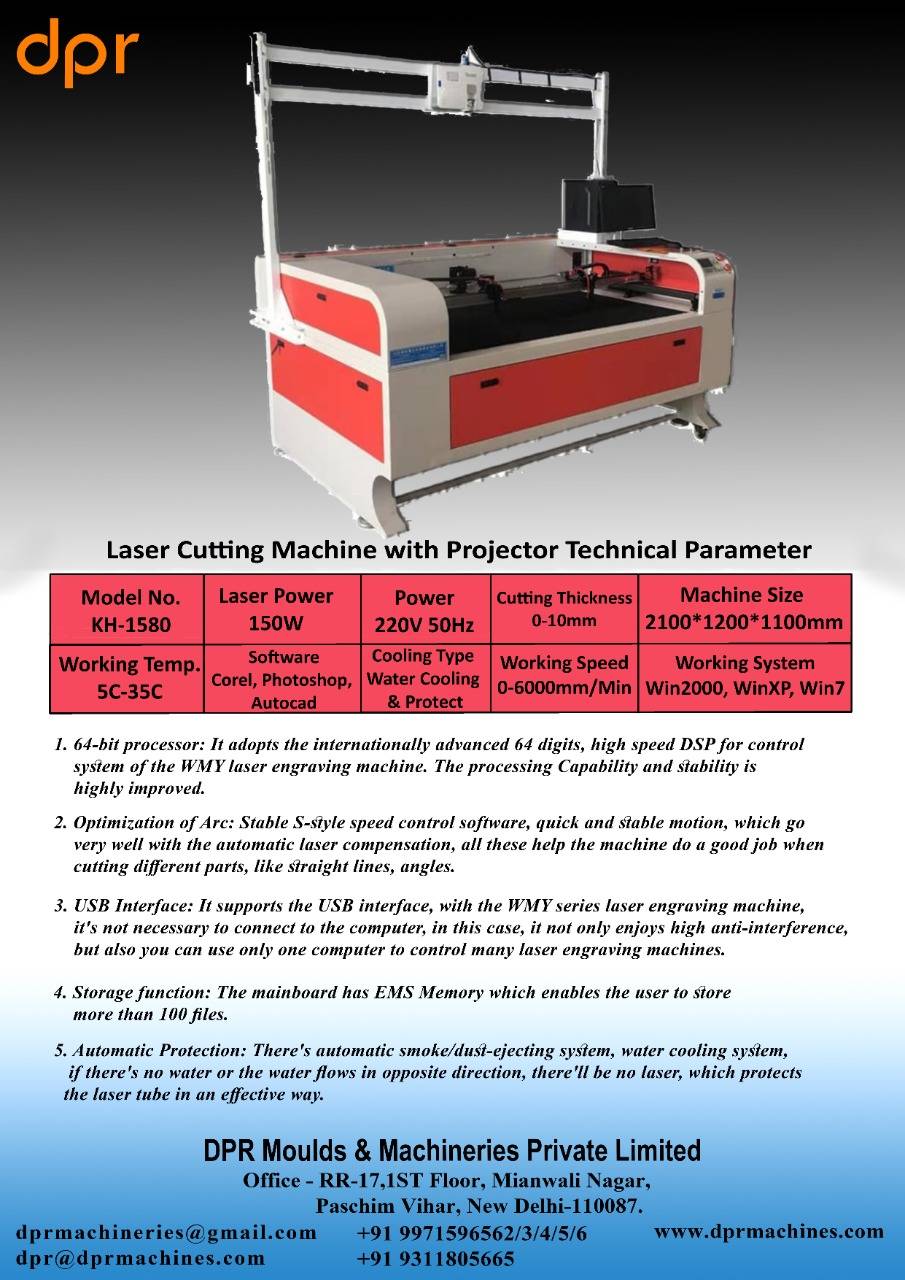 dpr
Laser Cutting Machine with Projector Technical Parameter
Model No.
KH-1580
Laser Power
150W
Power
220V 50Hz
Cutting Thickness
0-10mm
Machine Size
2100*1200*1100mm
Working Temp.
5C-35C
Software
Corel, Photoshop,
Autocad
Cooling Type
Water Cooling
& Protect
Working Speed
0-6000mm/Min
Working System
Win2000, WinXP, Win7
1. 64-bit processor: It adopts the internationally advanced 64 digits, high speed DSP for control
system of the WMY laser engraving machine. The processing Capability and stability is
highly improved.
2. Optimization of Arc: Stable S-style speed control software, quick and stable motion, which go
very well with the automatic laser compensation, all these help the machine do a good job when
cutting different parts, like straight lines, angles.
3. USB Interface: It supports the USB interface, with the WMY series laser engraving machine,
it's not necessary to connect to the computer, in this case, it not only enjoys high anti-interference,
but also you can use only one computer to control many laser engraving machines.
4. Storage function: The mainboard has EMS Memory which enables the user to store
more than 100 files.
5. Automatic Protection: There's automatic smoke/dust-ejecting system, water cooling system,
if there's no water or the water flows in opposite direction, there'll be no laser, which protects
the laser tube in an effective way.
DPR Moulds & Machineries Private Limited
Office - RR-17,1ST Floor, Mianwali Nagar,
Paschim Vihar, New Delhi-110087.
dprmachineries@gmail.com +91 9971596562/3/4/5/6 www.dprmachines.com
dpr@dprmachines.com +91 9311805665